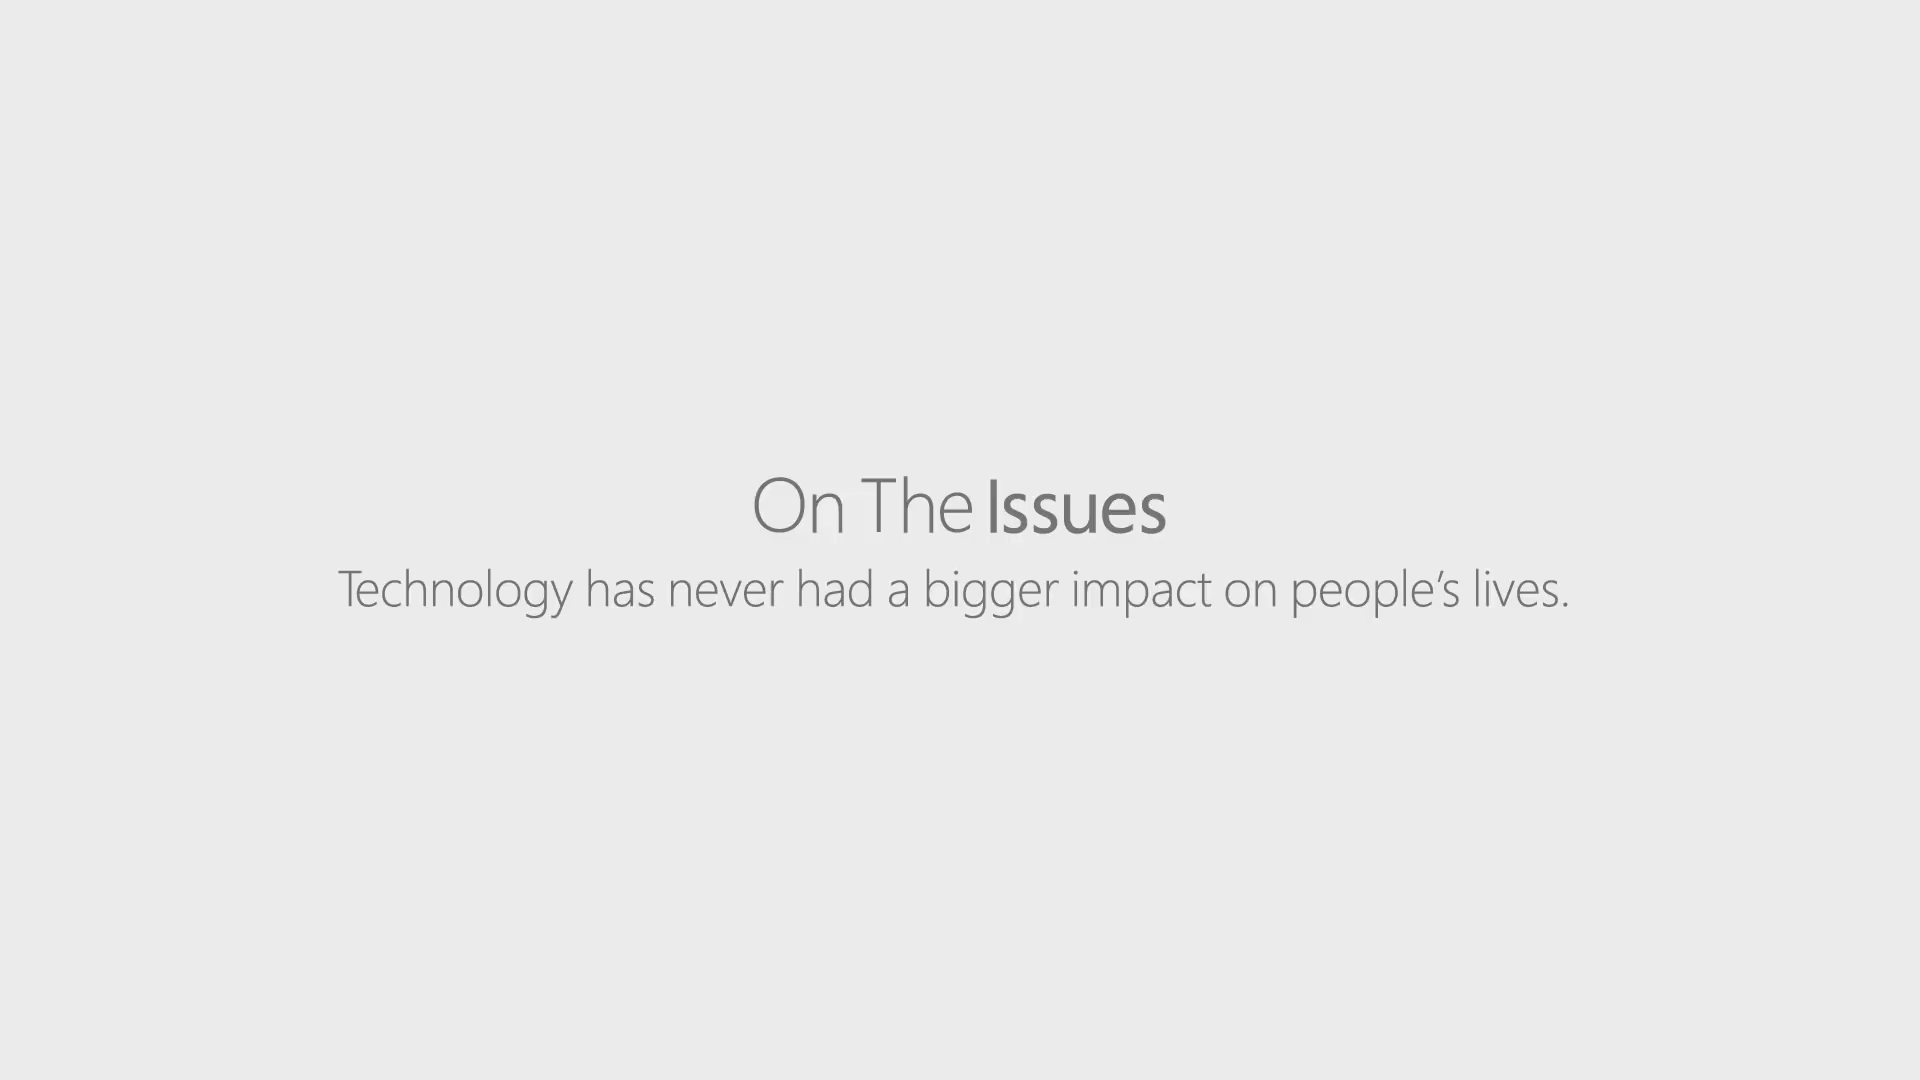 On The Issues
Technology has never had a bigger impact on people’s lives.